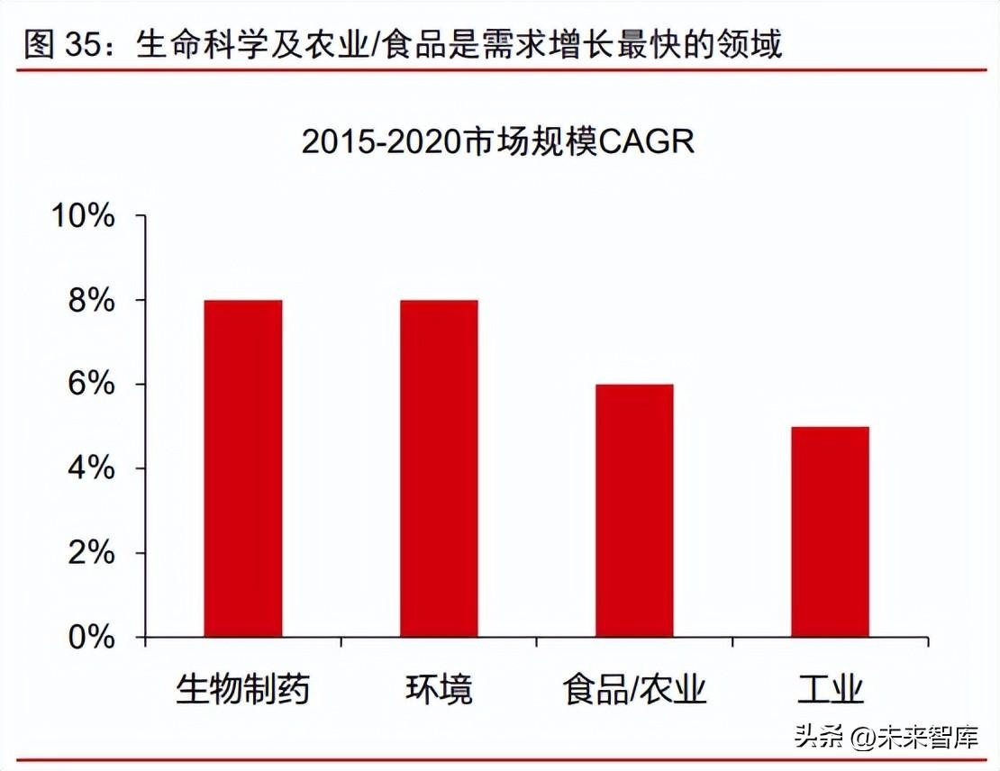 图 35：生命科学及农业/食品是需求增长最快的领域
2015-2020市场规模CAGR
10%
8%
6%
4%
2%
0%
生物制药 环境 食品/农业 工业
头条 @未来智库